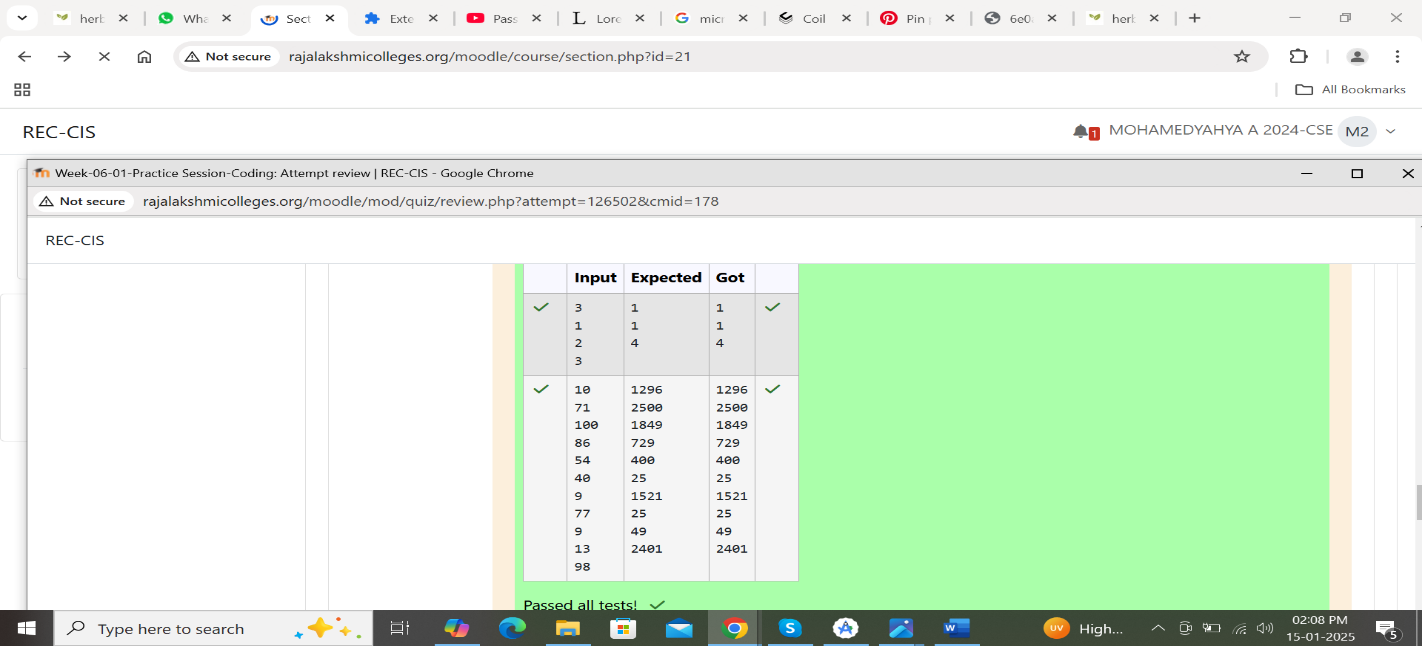 herb
Wha
Sect
Exte
Pass
Lore
micr
Coil
Pin
6e0
herb
Not secure
rajalakshmicolleges.org/moodle/course/section.php?id=21
All Bookmarks
REC-CIS
1
MOHAMEDYAHYA A 2024-CSE
M2
Week-06-01-Practice Session-Coding: Attempt review | REC-CIS - Google Chrome
Not secure
rajalakshmicolleges.org/moodle/mod/quiz/review.php?attempt=126502&cmid=178
REC-CIS
Input Expected Got
3 1 1
1 1 1
2 4 4
3
10 1296 1296
71 2500 2500
100 1849 1849
86 729 729
54 400 400
40 25 25
9 1521 1521
77 25 25
9 49 49
13 2401 2401
98
Passed all tests!
Type here to search
UV
High...
02:08 PM
15-01-2025
5